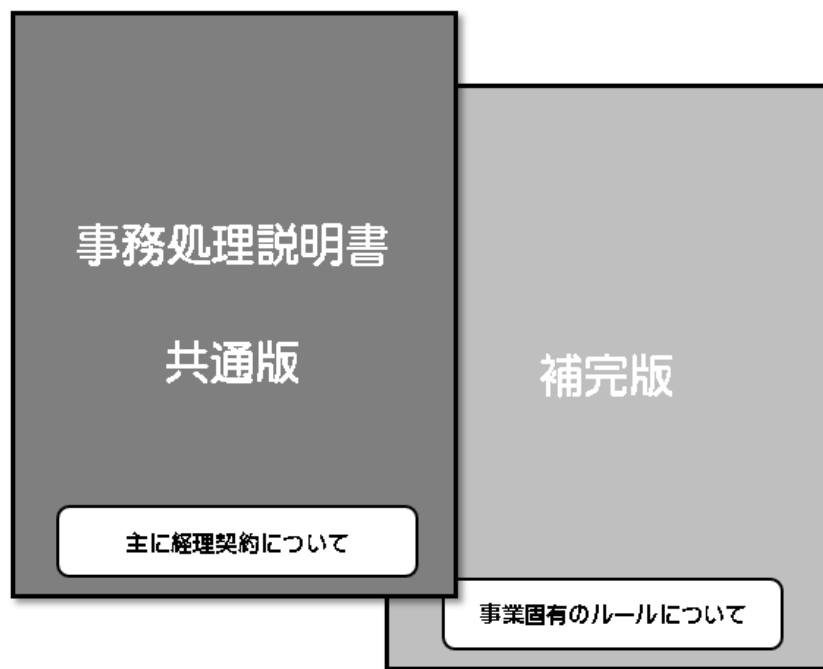 事務処理説明書
共通版
主に経理契約について
補完版
事業固有のルールについて